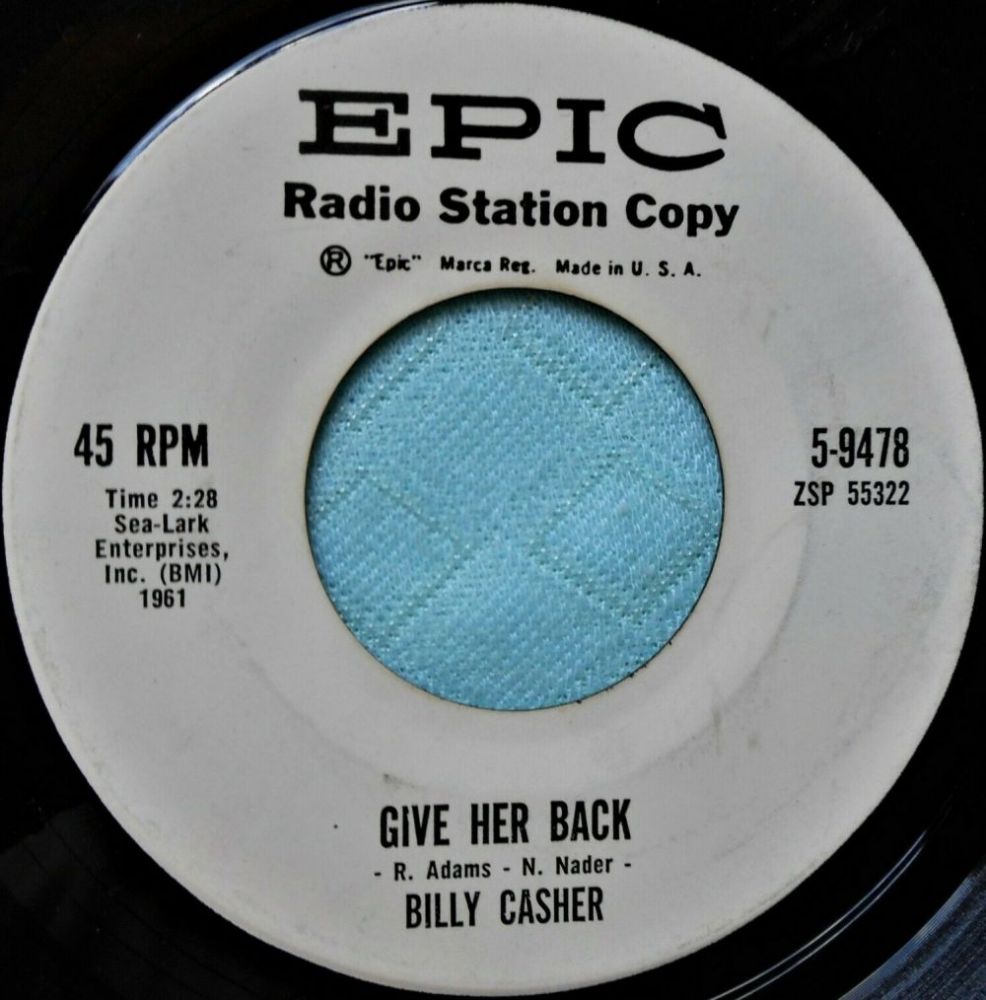 EPIC
Radio Station Copy
® "Epic" Marca Reg. Made in U. S. A.
45 RPM
Time 2:28
Sea-Lark
Enterprises,
Inc. (BMI)
1961
5-9478
ZSP 55322
GIVE HER BACK
- R. Adams - N. Nader -
BILLY CASHER